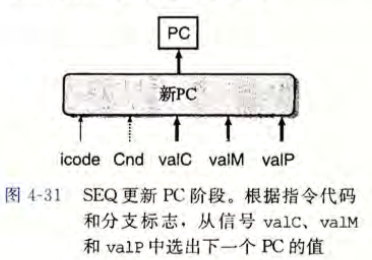 PC
新PC
icode Cnd valC valM valP
图 4-31 SEQ 更新 PC 阶段。根据指令代码
和分支标志，从信号 valC、valM
和 valP 中选出下一个 PC 的值